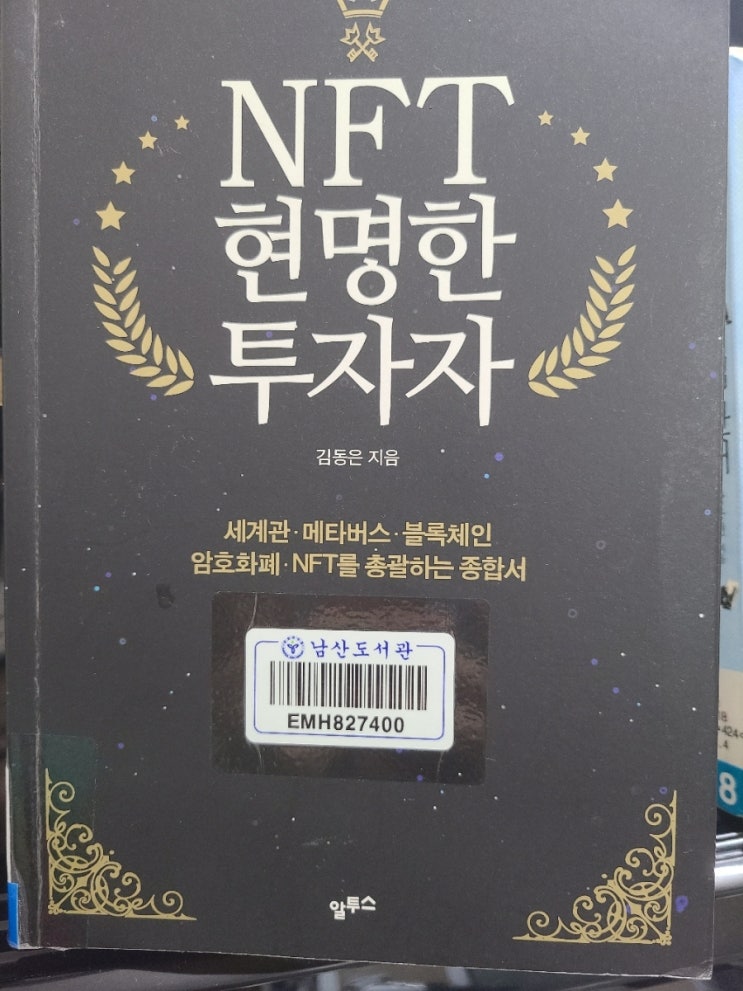 NFT
현명한
투자자
김동은 지음
세계관·메타버스·블록체인
암호화폐·NFT를 총괄하는 종합서
남산도서관
EMH827400
알투스
8